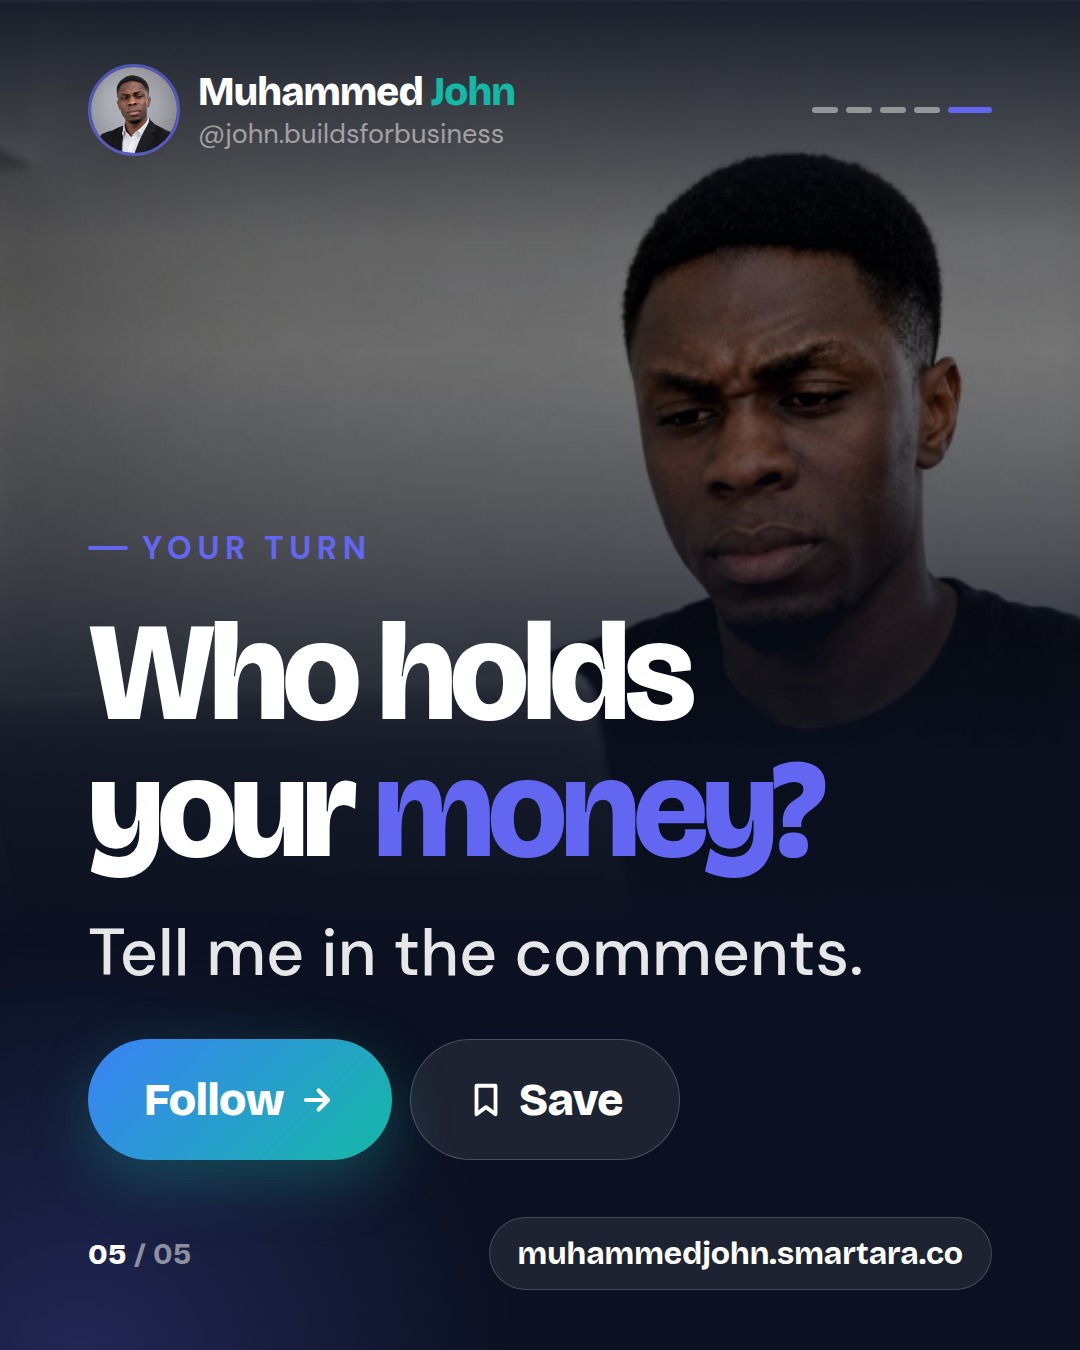 Muhammed John
@john.buildsforbusiness
YOUR TURN
Who holds
your money?
Tell me in the comments.
Follow →
Save
05 / 05
muhammedjohn.smartara.co